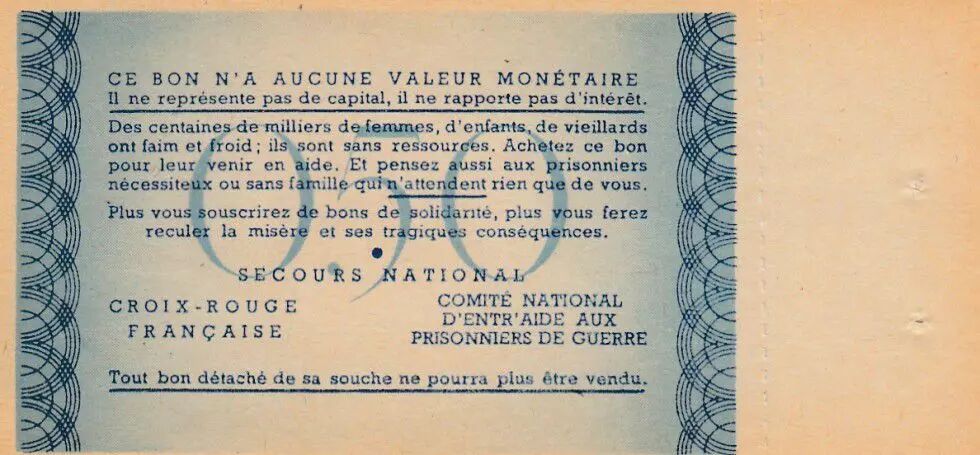 CE BON N'A AUCUNE VALEUR MONÉTAIRE
Il ne représente pas de capital, il ne rapporte pas d'intérêt.
Des centaines de milliers de femmes, d'enfants, de vieillards
ont faim et froid ; ils sont sans ressources. Achetez ce bon
pour leur venir en aide. Et pensez aussi aux prisonniers
nécessiteux ou sans famille qui n'attendent rien que de vous.
Plus vous souscrirez de bons de solidarité, plus vous ferez
reculer la misère et ses tragiques conséquences.
050
SECOURS NATIONAL
CROIX-ROUGE
FRANÇAISE
COMITÉ NATIONAL
D'ENTR'AIDE AUX
PRISONNIERS DE GUERRE
Tout bon détaché de sa souche ne pourra plus être vendu.